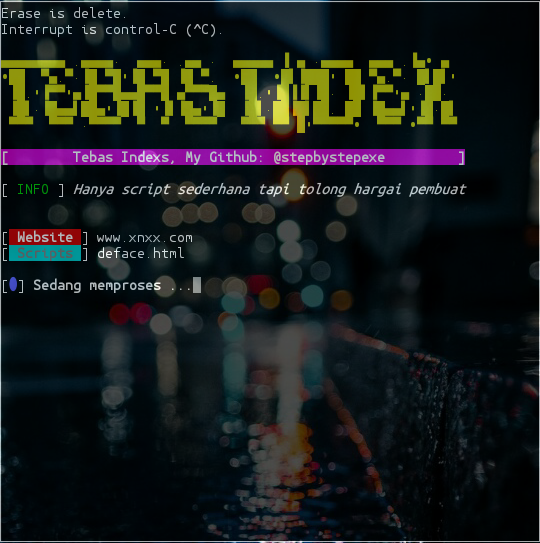 Erase is delete.
Interrupt is control-C (^C).
TEBAS INDEX
[ Tebas Indexs, My Github: @stepbystepexe ]
[ INFO ] Hanya script sederhana tapi tolong hargai pembuat
[ Website ] www.xnxx.com
[ Scripts ] deface.html
[●] Sedang memproses ...